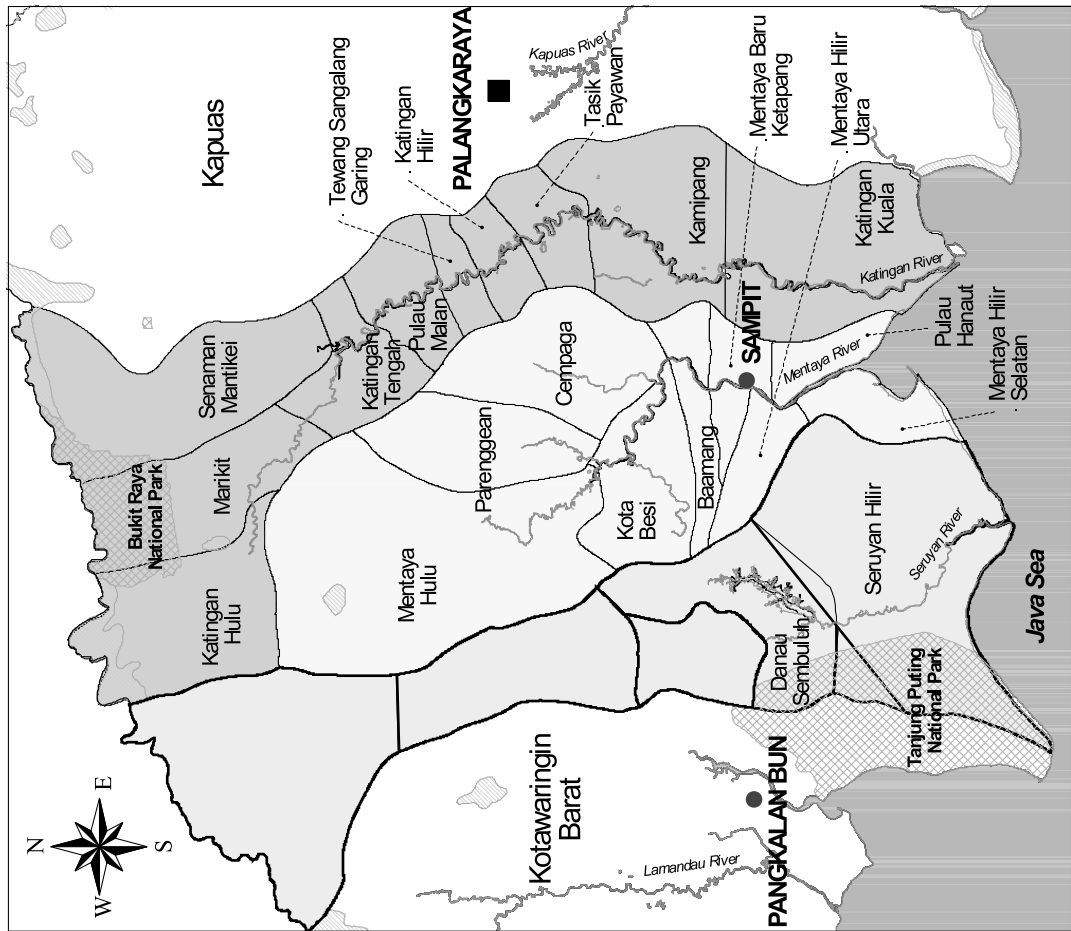 N
W
E
S
Kapuas
Kapuas River
PALANGKARAYA
Tewang Sangalang
Garing
Katingan
Hilir
Tasik
Payawan
Mentaya Baru
Ketapang
Mentaya Hilir
Utara
Senaman
Mantikei
Bukit Raya
National Park
Marikit
Katingan
Hulu
Katingan
Tengah
Pulau
Malan
Kamipang
Katingan
Kuala
Katingan River
Cempaga
Parenggean
Mentaya
Hulu
Kota
Besi
Baamang
SAMPIT
Mentaya River
Pulau
Hanaut
Mentaya Hilir
Selatan
Seruyan Hilir
Seruyan River
Danau
Sembuluh
Tanjung Puting
National Park
Java Sea
Kotawaringin
Barat
PANGKALAN BUN
Lamandau River